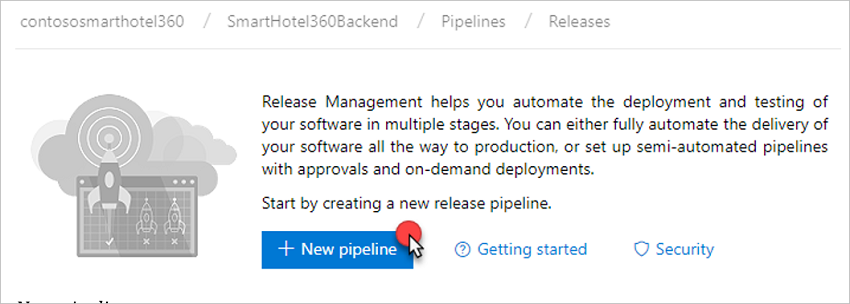 contososmarthotel360 / SmartHotel360Backend / Pipelines / Releases
Release Management helps you automate the deployment and testing of
your software in multiple stages. You can either fully automate the delivery of
your software all the way to production, or set up semi-automated pipelines
with approvals and on-demand deployments.
Start by creating a new release pipeline.
+ New pipeline Getting started Security